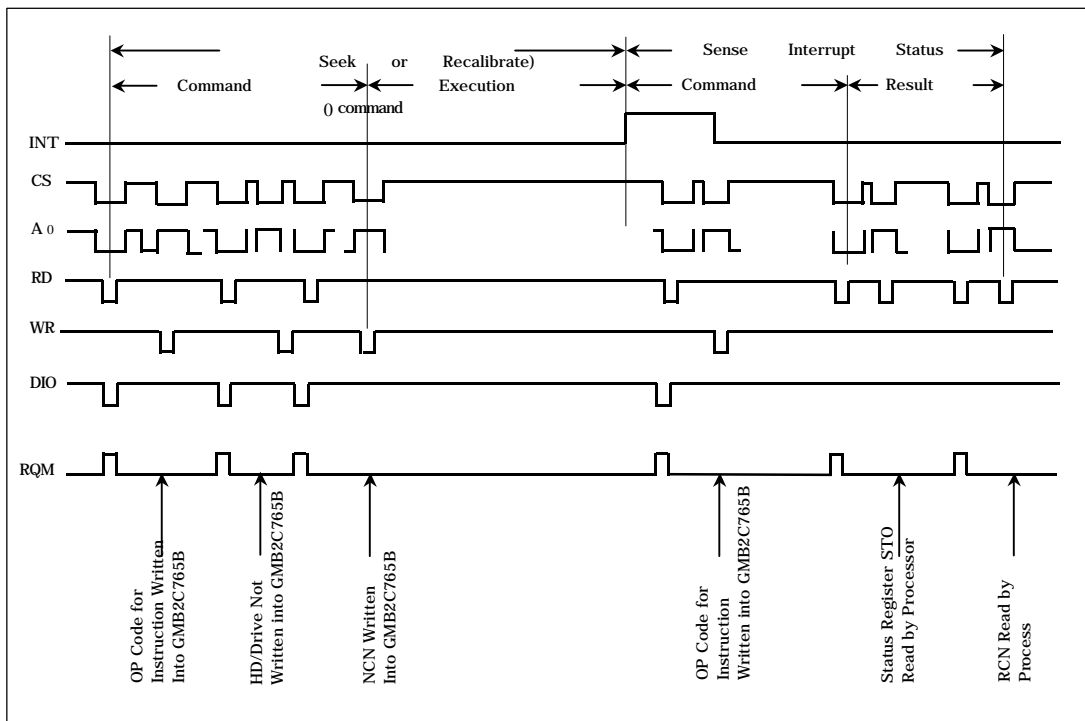 Sense Interrupt Status
Seek or Recalibrate)
Command Execution Command Result
() command
INT
CS
A 0
RD
WR
DIO
RQM
OP Code for
Instruction Written
Into GMB2C765B
HD/Drive Not
Written into GMB2C765B
NCN Written
Into GMB2C765B
OP Code for
Instruction
Written into GMB2C765B
Status Register STO
Read by Processor
RCN Read by
Process